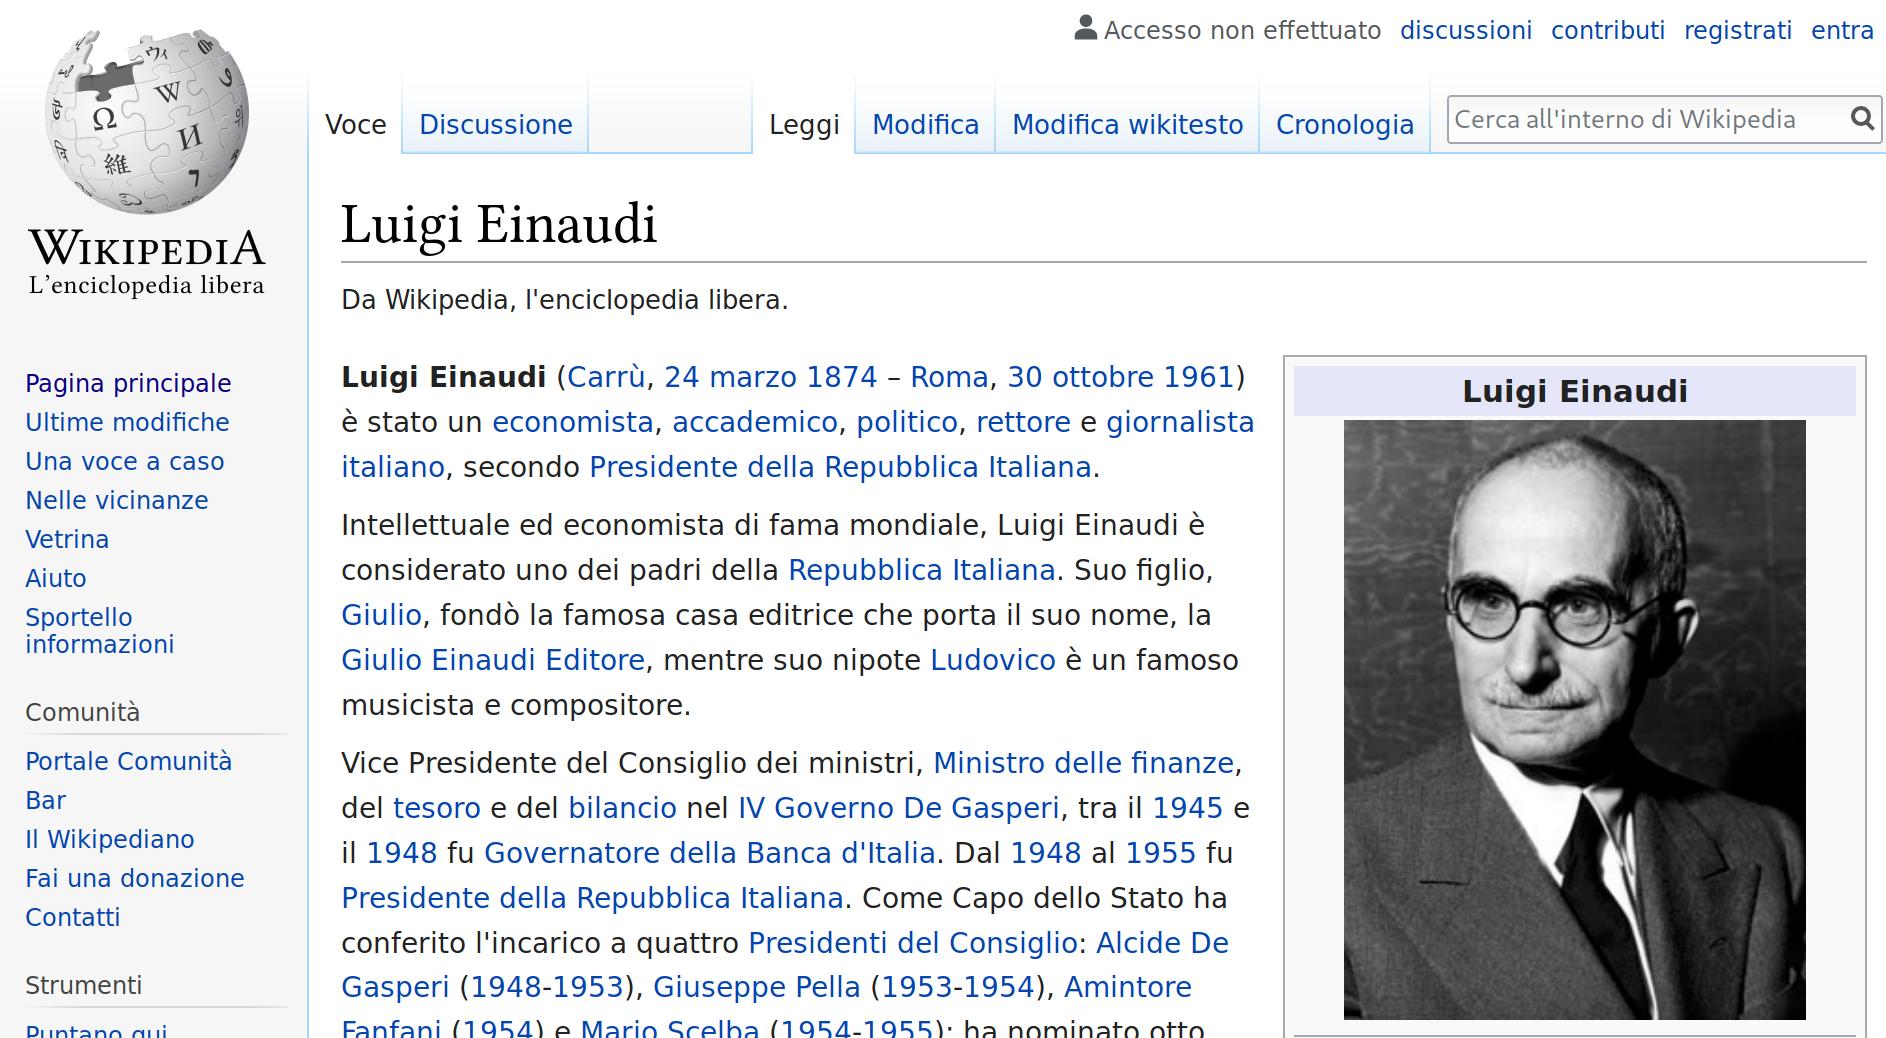 Accesso non effettuato discussioni contributi registrati entra
Voce Discussione Leggi Modifica Modifica wikitesto Cronologia Cerca all'interno di Wikipedia
Ω W И 維 ウィ ר
WIKIPEDIA
L'enciclopedia libera
Pagina principale
Ultime modifiche
Una voce a caso
Nelle vicinanze
Vetrina
Aiuto
Sportello
informazioni
Comunità
Portale Comunità
Bar
Il Wikipediano
Fai una donazione
Contatti
Strumenti
Puntano qui
Luigi Einaudi
Da Wikipedia, l'enciclopedia libera.
Luigi Einaudi (Carrù, 24 marzo 1874 – Roma, 30 ottobre 1961)
è stato un economista, accademico, politico, rettore e giornalista
italiano, secondo Presidente della Repubblica Italiana.
Intellettuale ed economista di fama mondiale, Luigi Einaudi è
considerato uno dei padri della Repubblica Italiana. Suo figlio,
Giulio, fondò la famosa casa editrice che porta il suo nome, la
Giulio Einaudi Editore, mentre suo nipote Ludovico è un famoso
musicista e compositore.
Vice Presidente del Consiglio dei ministri, Ministro delle finanze,
del tesoro e del bilancio nel IV Governo De Gasperi, tra il 1945 e
il 1948 fu Governatore della Banca d'Italia. Dal 1948 al 1955 fu
Presidente della Repubblica Italiana. Come Capo dello Stato ha
conferito l'incarico a quattro Presidenti del Consiglio: Alcide De
Gasperi (1948-1953), Giuseppe Pella (1953-1954), Amintore
Fanfani (1954) e Mario Scelba (1954-1955); ha nominato otto
Luigi Einaudi